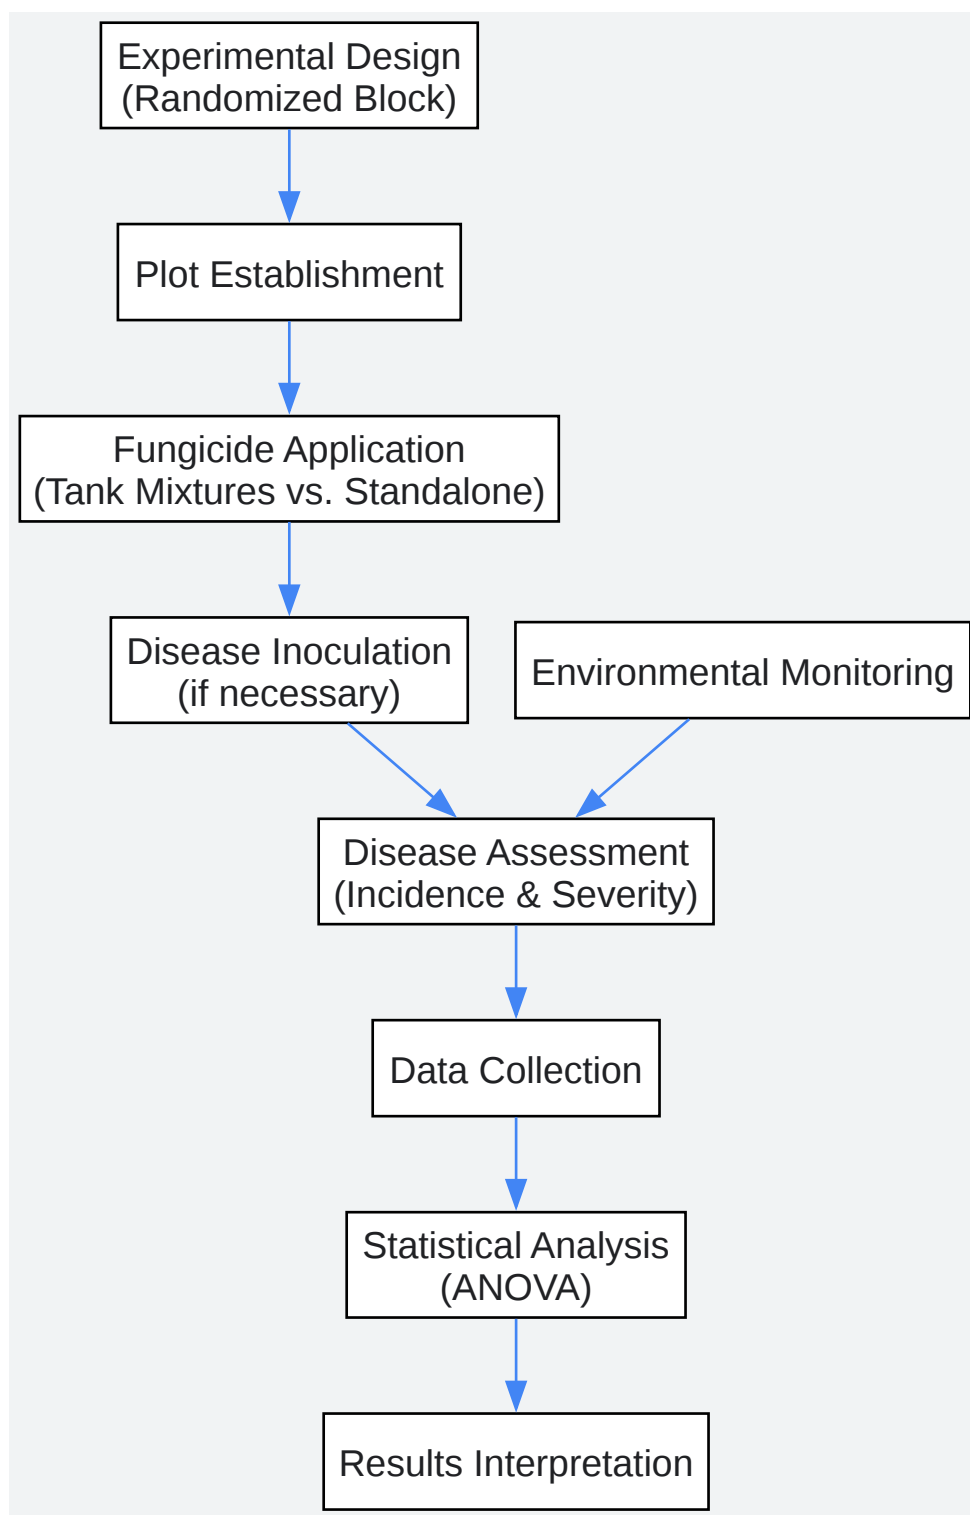 Experimental Design
(Randomized Block)
Plot Establishment
Fungicide Application
(Tank Mixtures vs. Standalone)
Disease Inoculation
(if necessary)
Environmental Monitoring
Disease Assessment
(Incidence & Severity)
Data Collection
Statistical Analysis
(ANOVA)
Results Interpretation